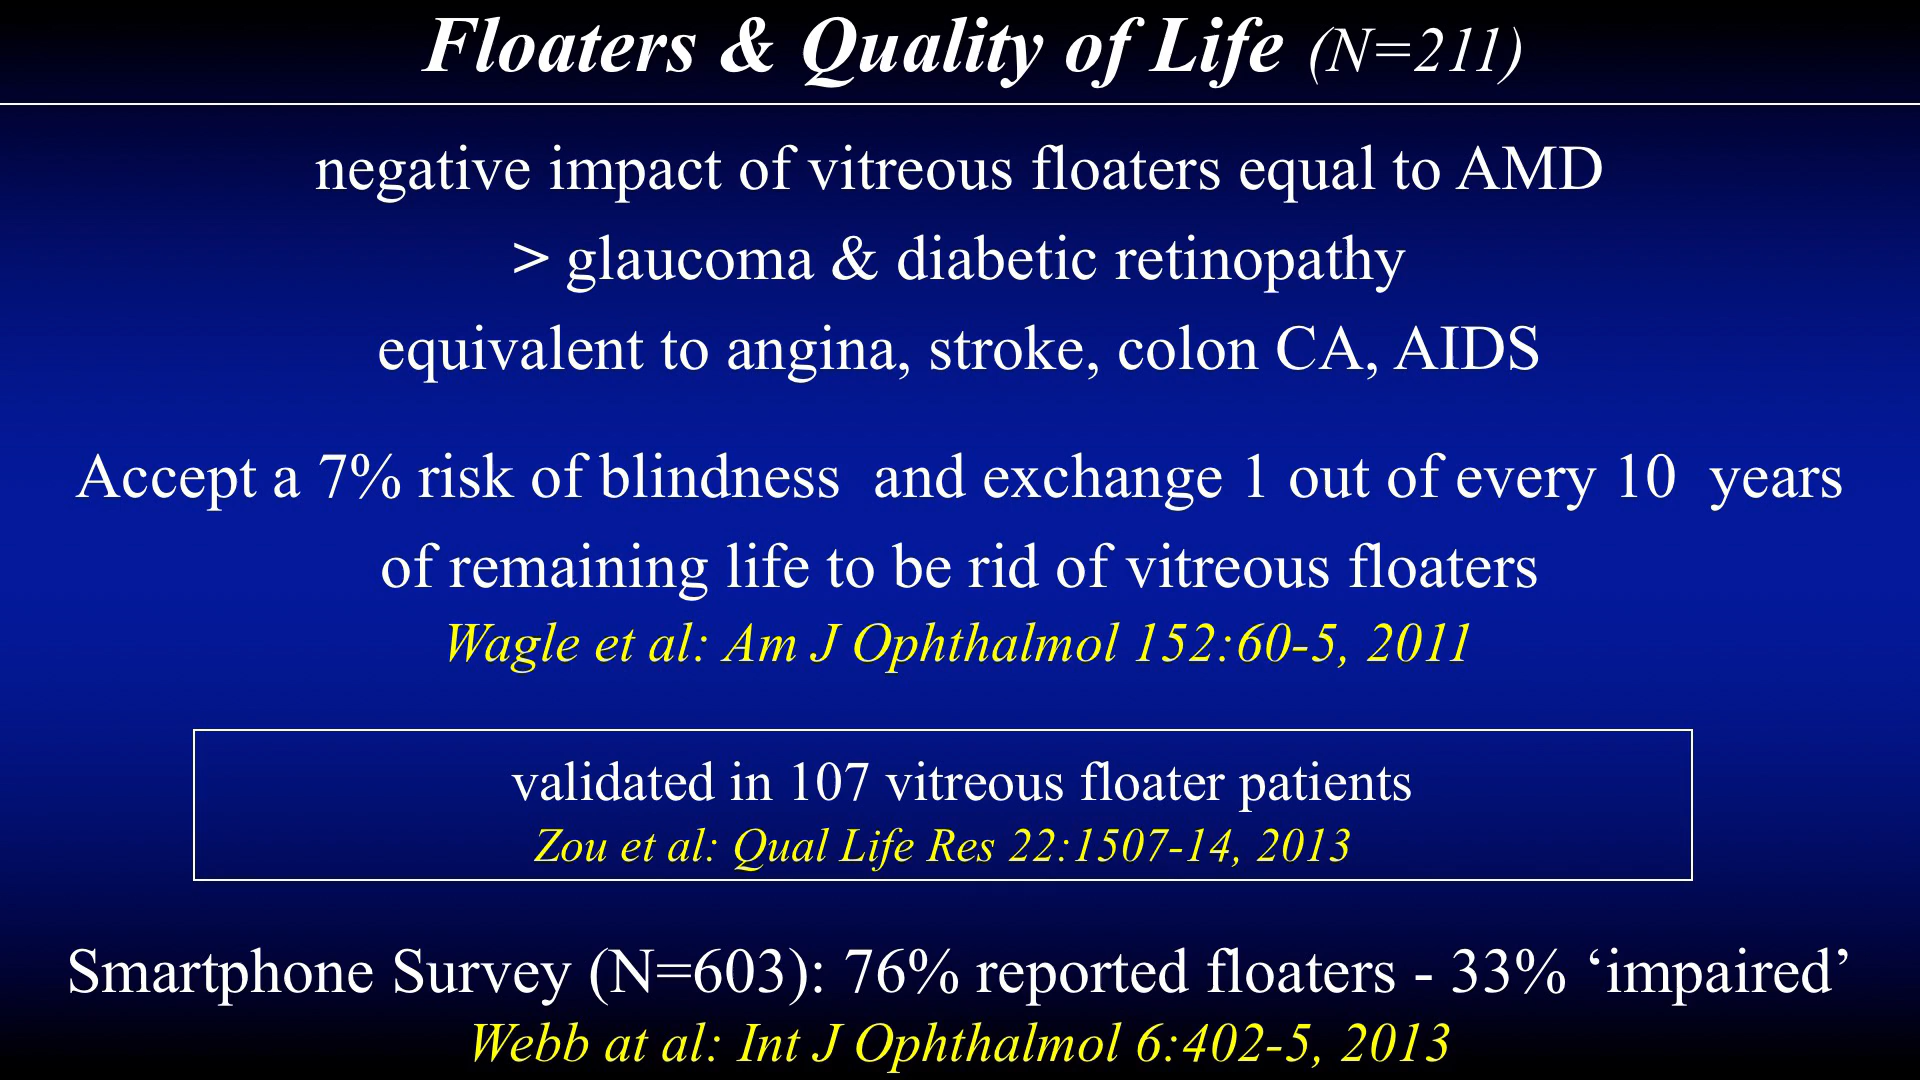 Floaters & Quality of Life (N=211)
negative impact of vitreous floaters equal to AMD
> glaucoma & diabetic retinopathy
equivalent to angina, stroke, colon CA, AIDS
Accept a 7% risk of blindness  and exchange 1 out of every 10  years
of remaining life to be rid of vitreous floaters
Wagle et al: Am J Ophthalmol 152:60-5, 2011
validated in 107 vitreous floater patients
Zou et al: Qual Life Res 22:1507-14, 2013
Smartphone Survey (N=603): 76% reported floaters - 33% ‘impaired’
Webb at al: Int J Ophthalmol 6:402-5, 2013